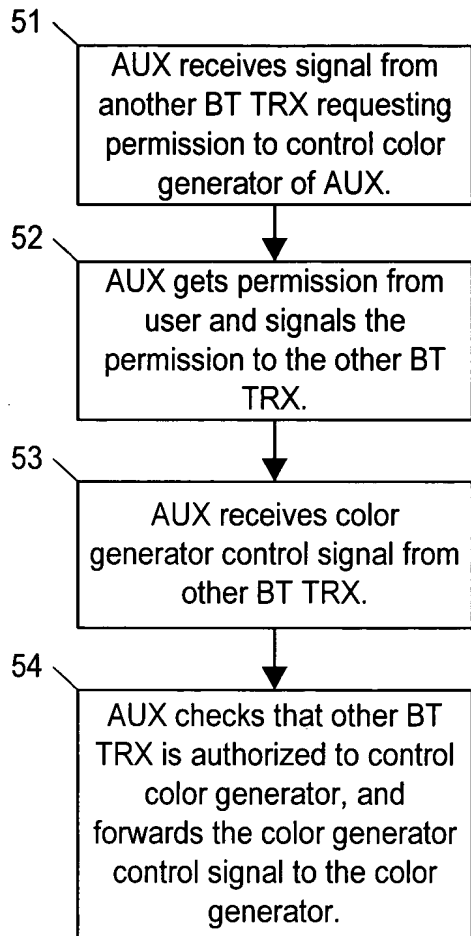 51
AUX receives signal from
another BT TRX requesting
permission to control color
generator of AUX.
52
AUX gets permission from
user and signals the
permission to the other BT
TRX.
53
AUX receives color
generator control signal from
other BT TRX.
54
AUX checks that other BT
TRX is authorized to control
color generator, and
forwards the color generator
control signal to the color
generator.